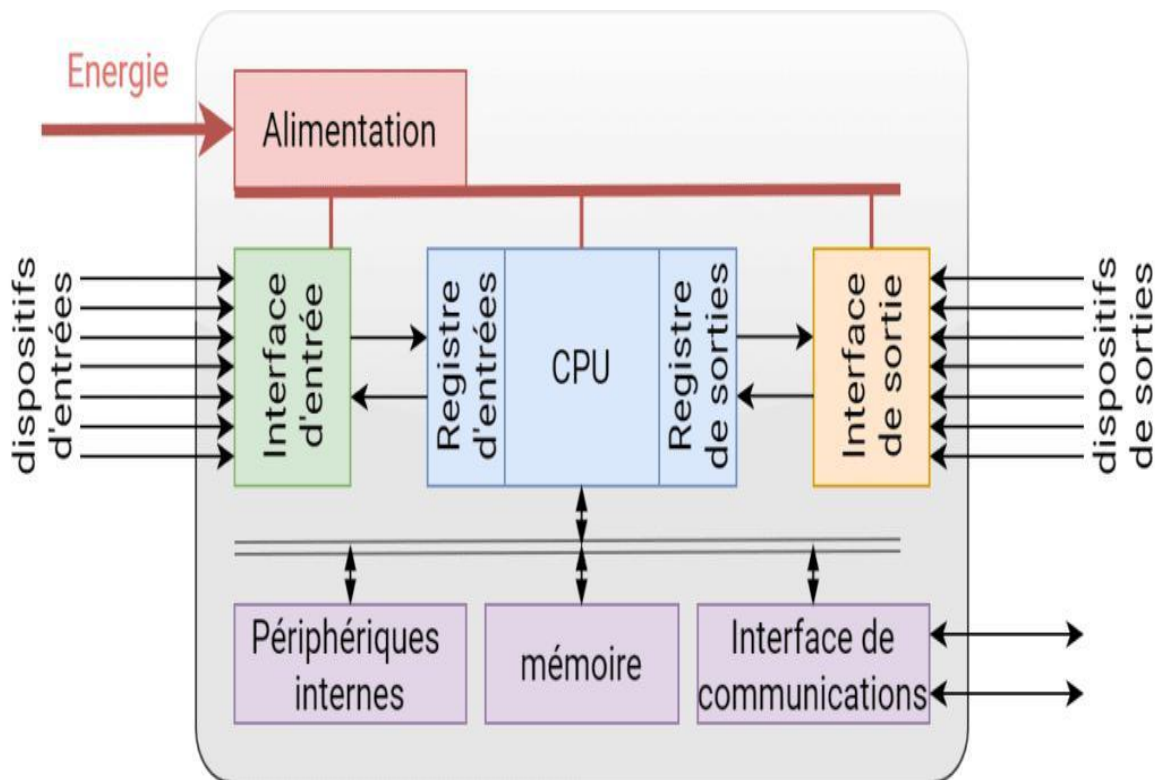 Energie
Alimentation
dispositifs
d'entrées
Interface
d'entrée
Registre
d'entrées
CPU
Registre
de sorties
Interface
de sortie
dispositifs
de sorties
Périphériques
internes
mémoire
Interface de
communications